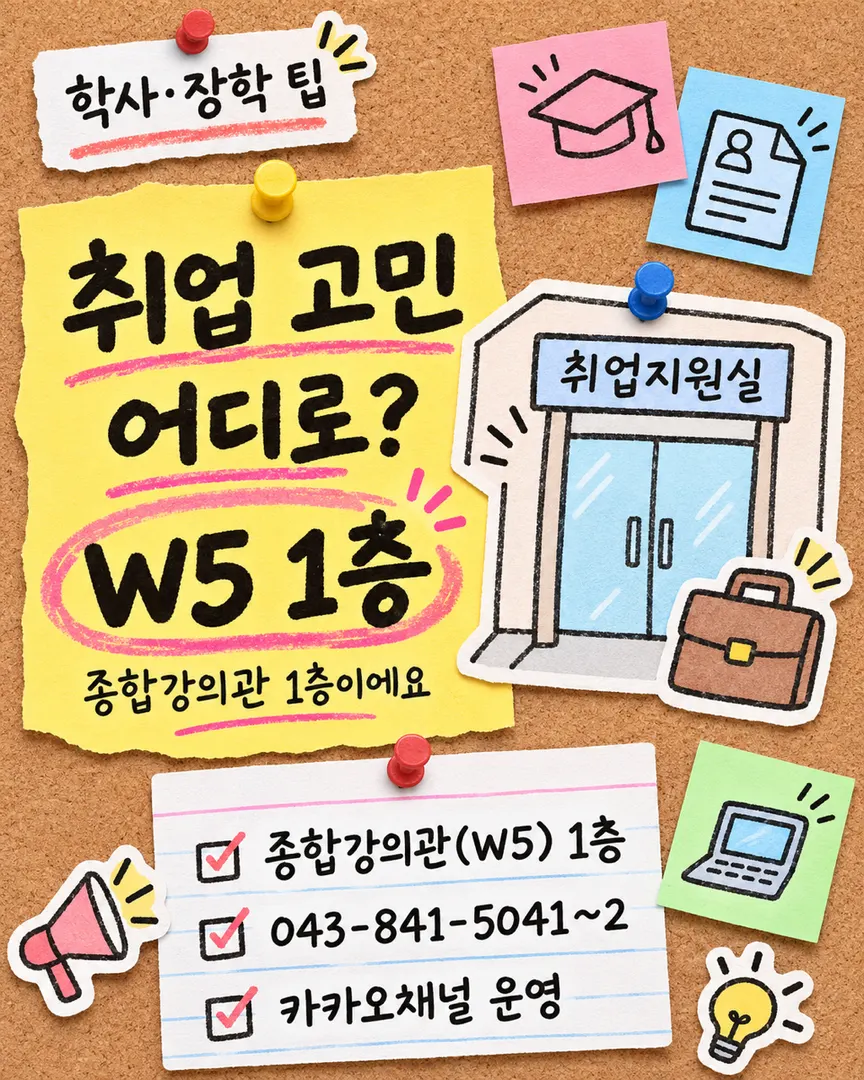 학사·장학 팁
취업 고민
어디로?
W5 1층
종합강의관 1층이에요
취업지원실
종합강의관(W5) 1층
043-841-5041~2
카카오채널 운영